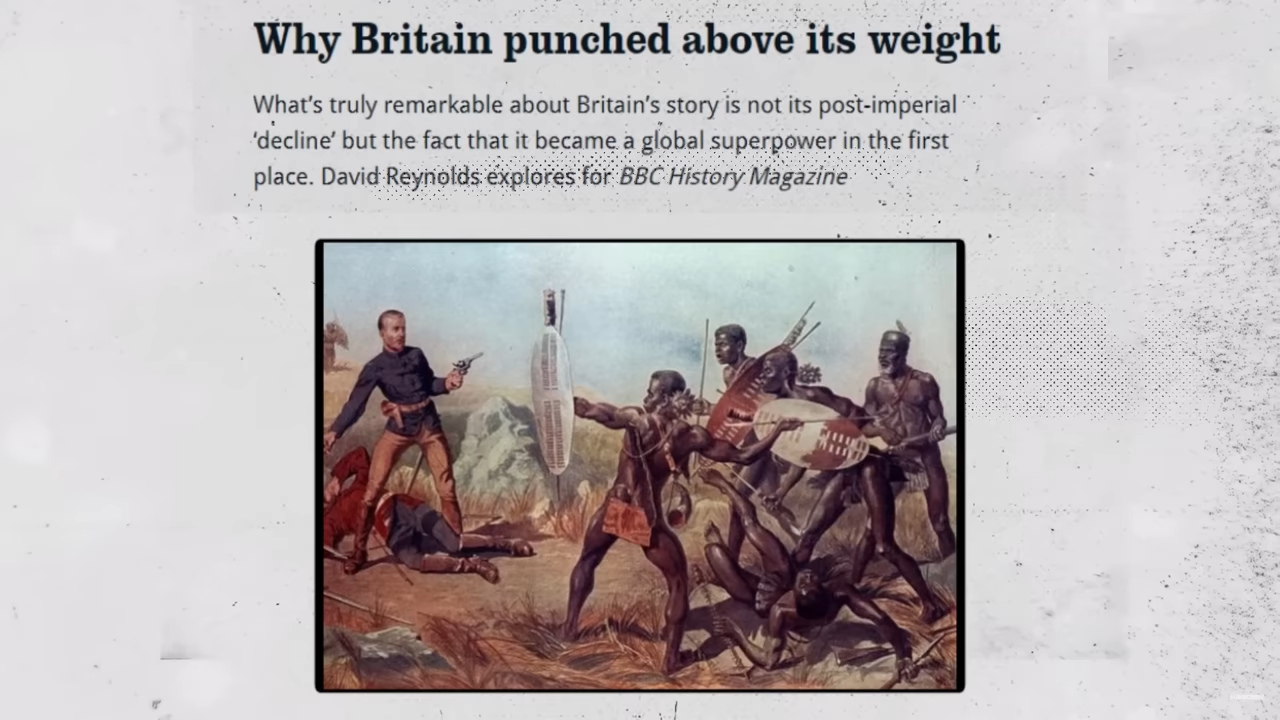 Why Britain punched above its weight
What’s truly remarkable about Britain’s story is not its post-imperial
‘decline’ but the fact that it became a global superpower in the first
place. David Reynolds explores for BBC History Magazine